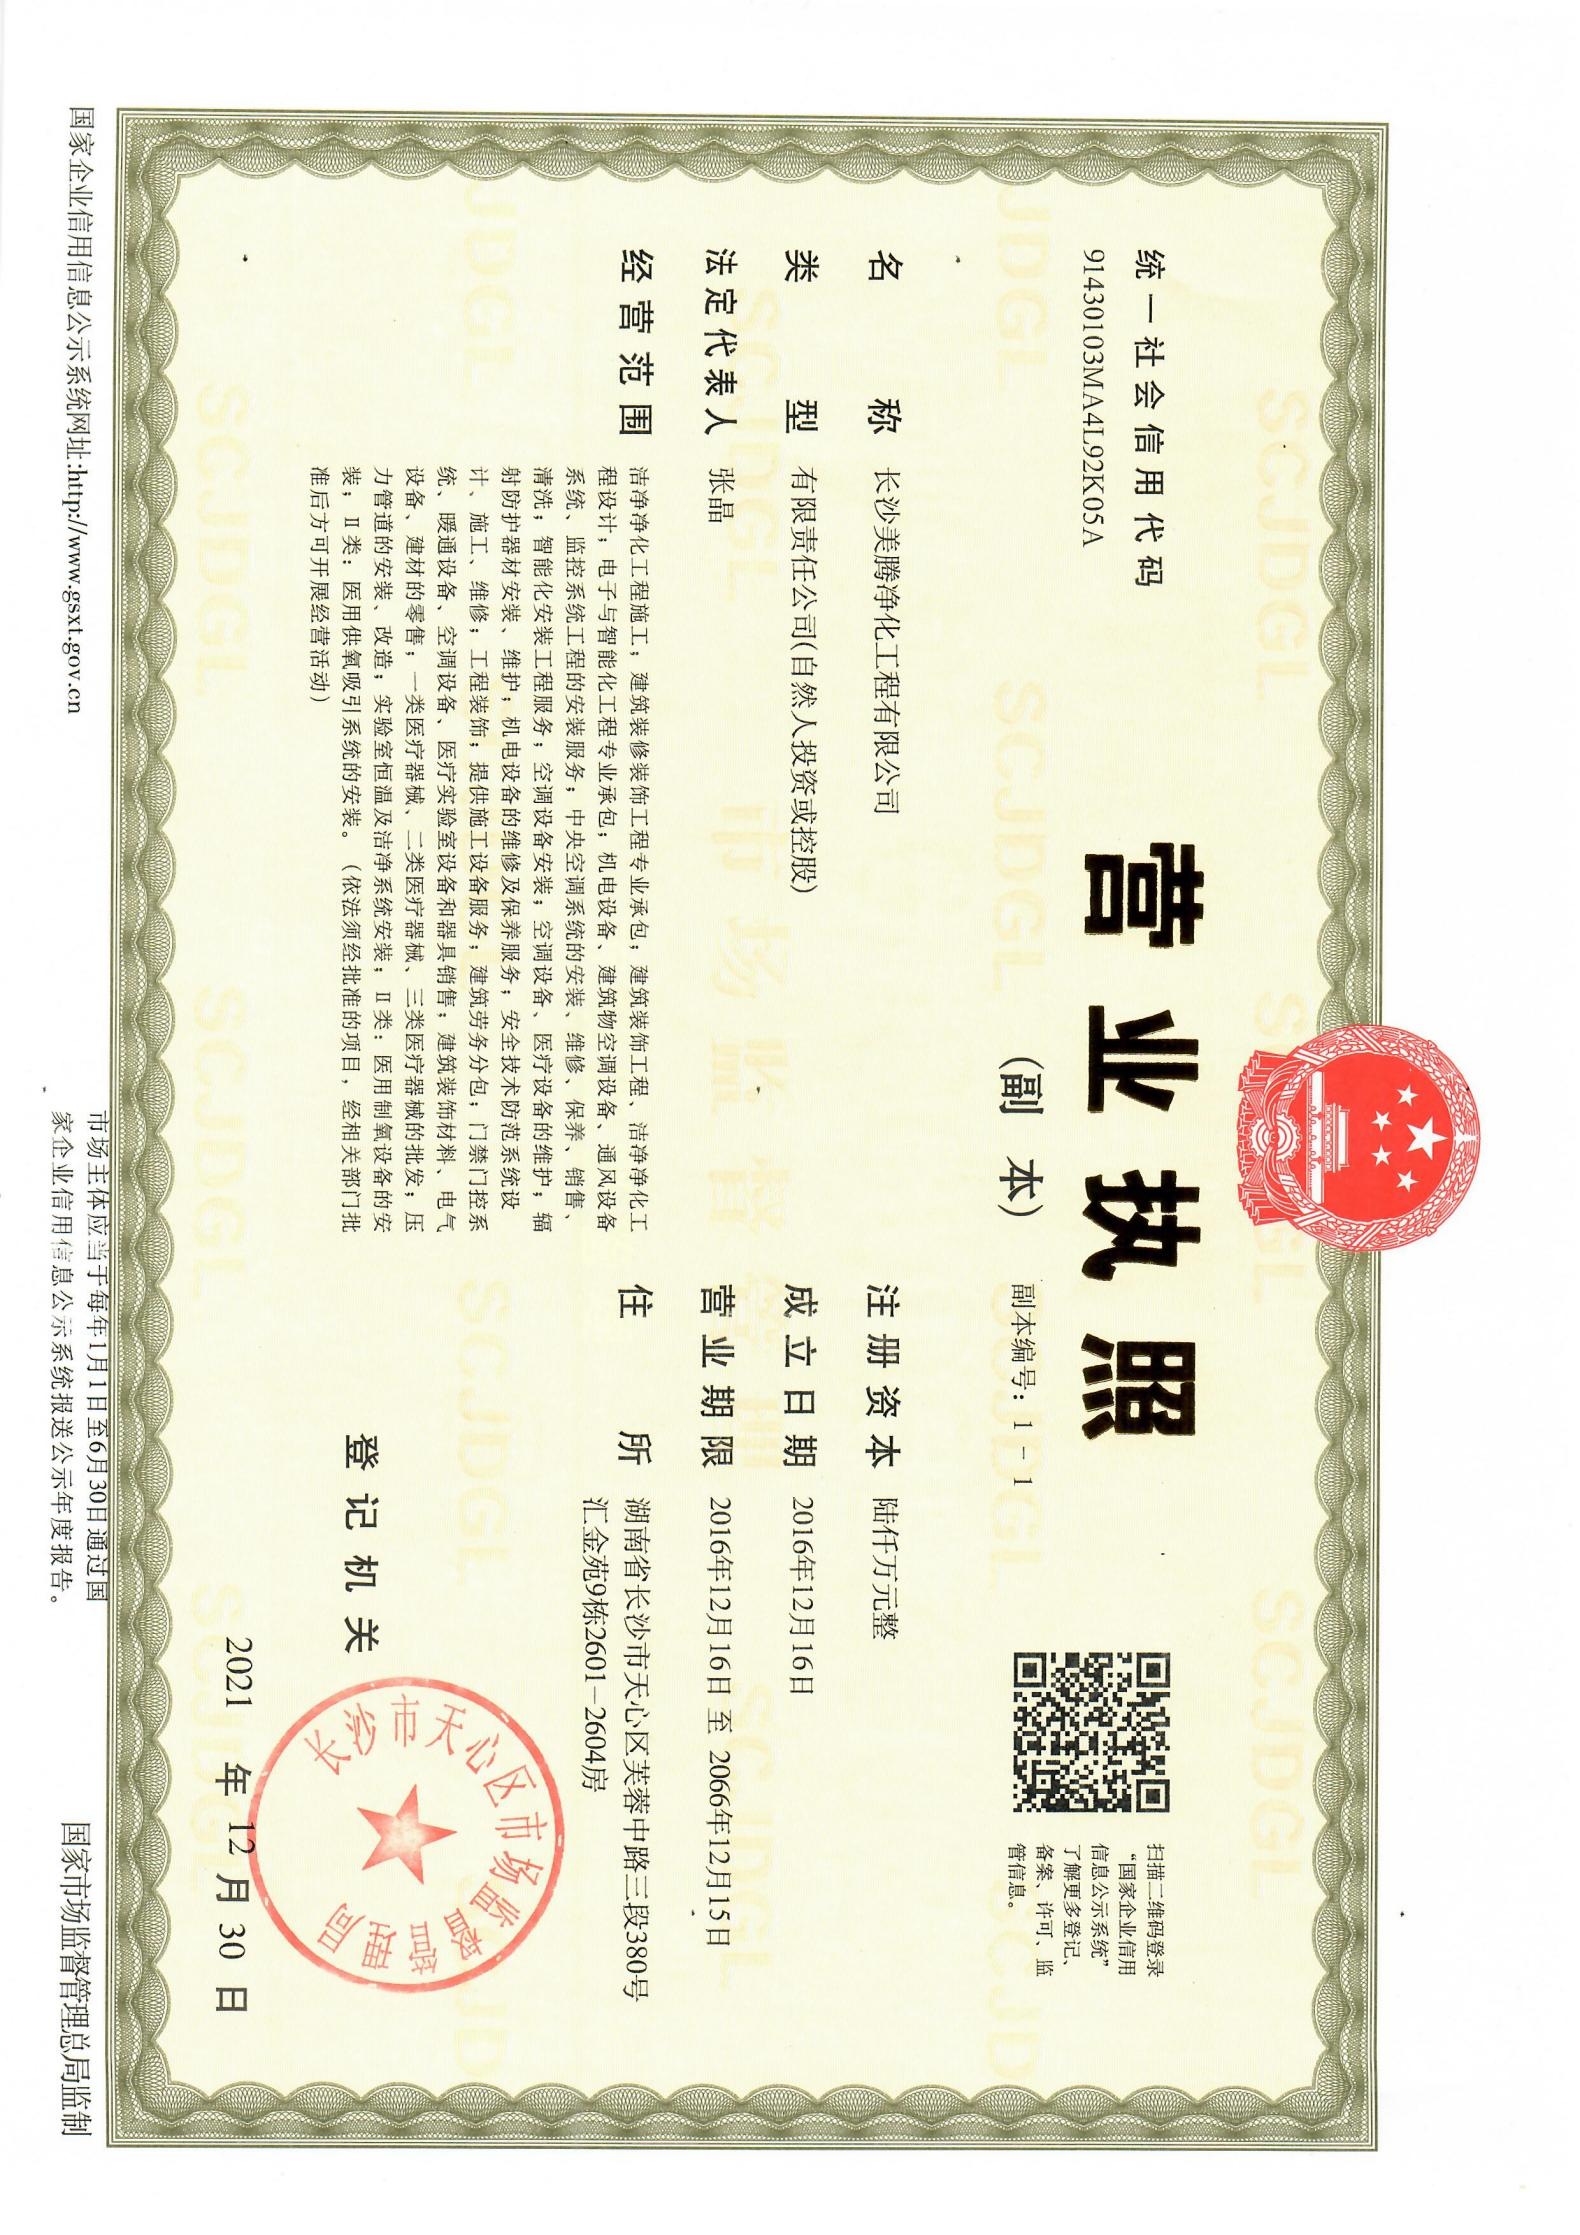 营业执照
(副 本)
副本编号：1－1
统一社会信用代码
91430103MA4L92K05A
扫描二维码登录
“国家企业信用
信息公示系统”
了解更多登记、
备案、许可、监
管信息。
名 称 长沙美腾净化工程有限公司
类 型 有限责任公司(自然人投资或控股)
法定代表人 张晶
经营范围 洁净净化工程施工；建筑装修装饰工程专业承包；建筑装饰工程、洁净净化工
程设计；电子与智能化工程专业承包；机电设备、建筑物空调设备、通风设备
系统、监控系统工程的安装服务；中央空调系统的安装、维修、保养、销售、
清洗；智能化安装工程服务；空调设备安装；空调设备、医疗设备的维护；辐
射防护器材安装、维护；机电设备的维修及保养服务；安全技术防范系统设
计、施工、维修；工程装饰；提供施工设备服务；建筑劳务分包；门禁门控系
统、暖通设备、空调设备、医疗实验室设备和器具销售；建筑装饰材料、电气
设备、建材的零售；一类医疗器械、二类医疗器械、三类医疗器械的批发；压
力管道的安装、改造；实验室恒温及洁净系统安装；Ⅱ类：医用制氧设备的安
装；Ⅱ类：医用供氧吸引系统的安装。（依法须经批准的项目，经相关部门批
准后方可开展经营活动）
注册资本 陆仟万元整
成立日期 2016年12月16日
营业期限 2016年12月16日 至 2066年12月15日
住 所 湖南省长沙市天心区芙蓉中路三段380号
汇金苑9栋2601－2604房
登记机关
长沙市天心区市场监督管理局
2021 年 12 月 30 日
国家企业信用信息公示系统网址:http://www.gsxt.gov.cn
市场主体应当于每年1月1日至6月30日通过国
家企业信用信息公示系统报送公示年度报告。
国家市场监督管理总局监制